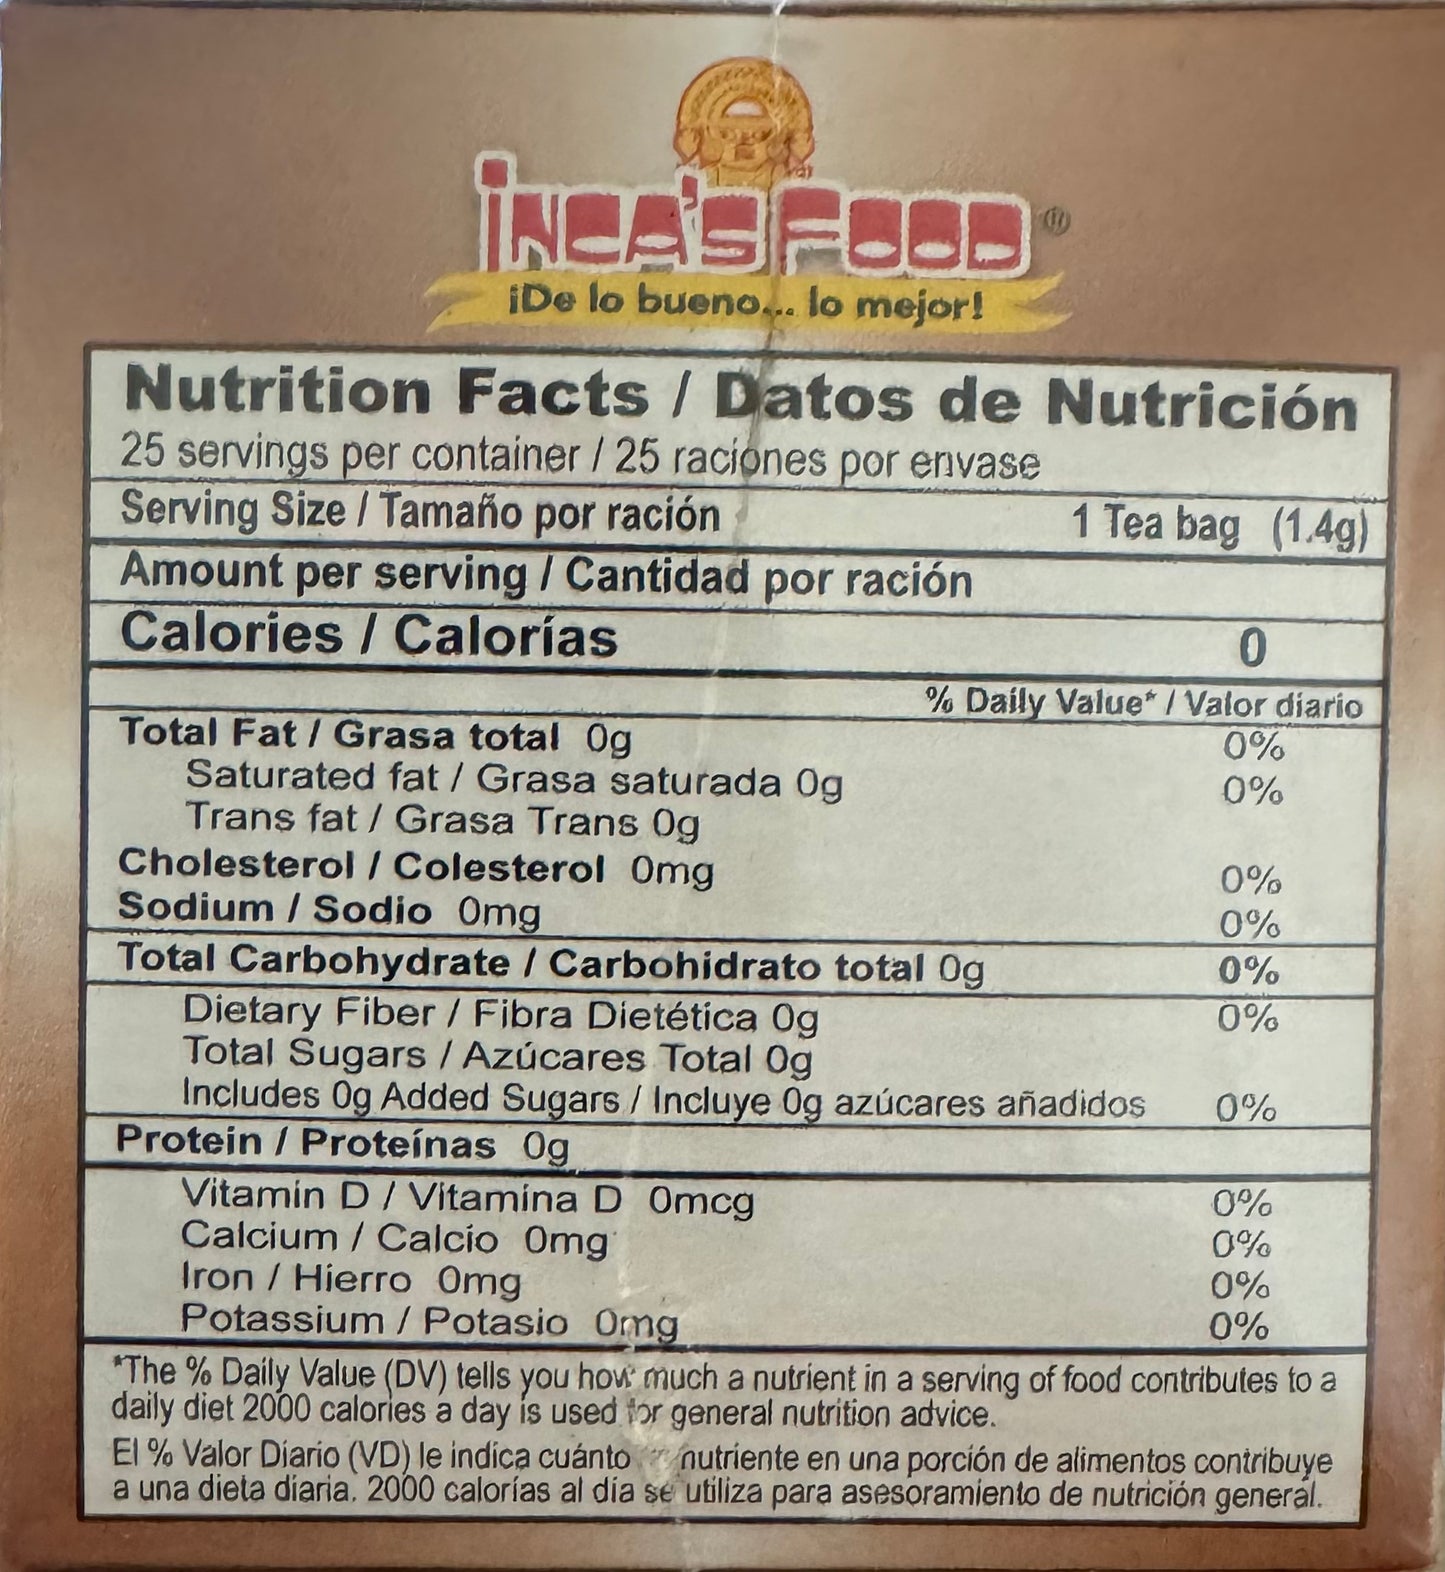 INCA'S FOOD ®
¡De lo bueno... lo mejor!
Nutrition Facts / Datos de Nutrición
25 servings per container / 25 raciones por envase
Serving Size / Tamaño por ración 1 Tea bag (1.4g)
Amount per serving / Cantidad por ración
Calories / Calorías 0
% Daily Value* / Valor diario
Total Fat / Grasa total 0g 0%
Saturated fat / Grasa saturada 0g 0%
Trans fat / Grasa Trans 0g
Cholesterol / Colesterol 0mg 0%
Sodium / Sodio 0mg 0%
Total Carbohydrate / Carbohidrato total 0g 0%
Dietary Fiber / Fibra Dietética 0g 0%
Total Sugars / Azúcares Total 0g
Includes 0g Added Sugars / Incluye 0g azúcares añadidos 0%
Protein / Proteínas 0g
Vitamin D / Vitamina D 0mcg 0%
Calcium / Calcio 0mg 0%
Iron / Hierro 0mg 0%
Potassium / Potasio 0mg 0%
*The % Daily Value (DV) tells you how much a nutrient in a serving of food contributes to a
daily diet 2000 calories a day is used for general nutrition advice.
El % Valor Diario (VD) le indica cuánto nutriente en una porción de alimentos contribuye
a una dieta diaria. 2000 calorías al día se utiliza para asesoramiento de nutrición general.